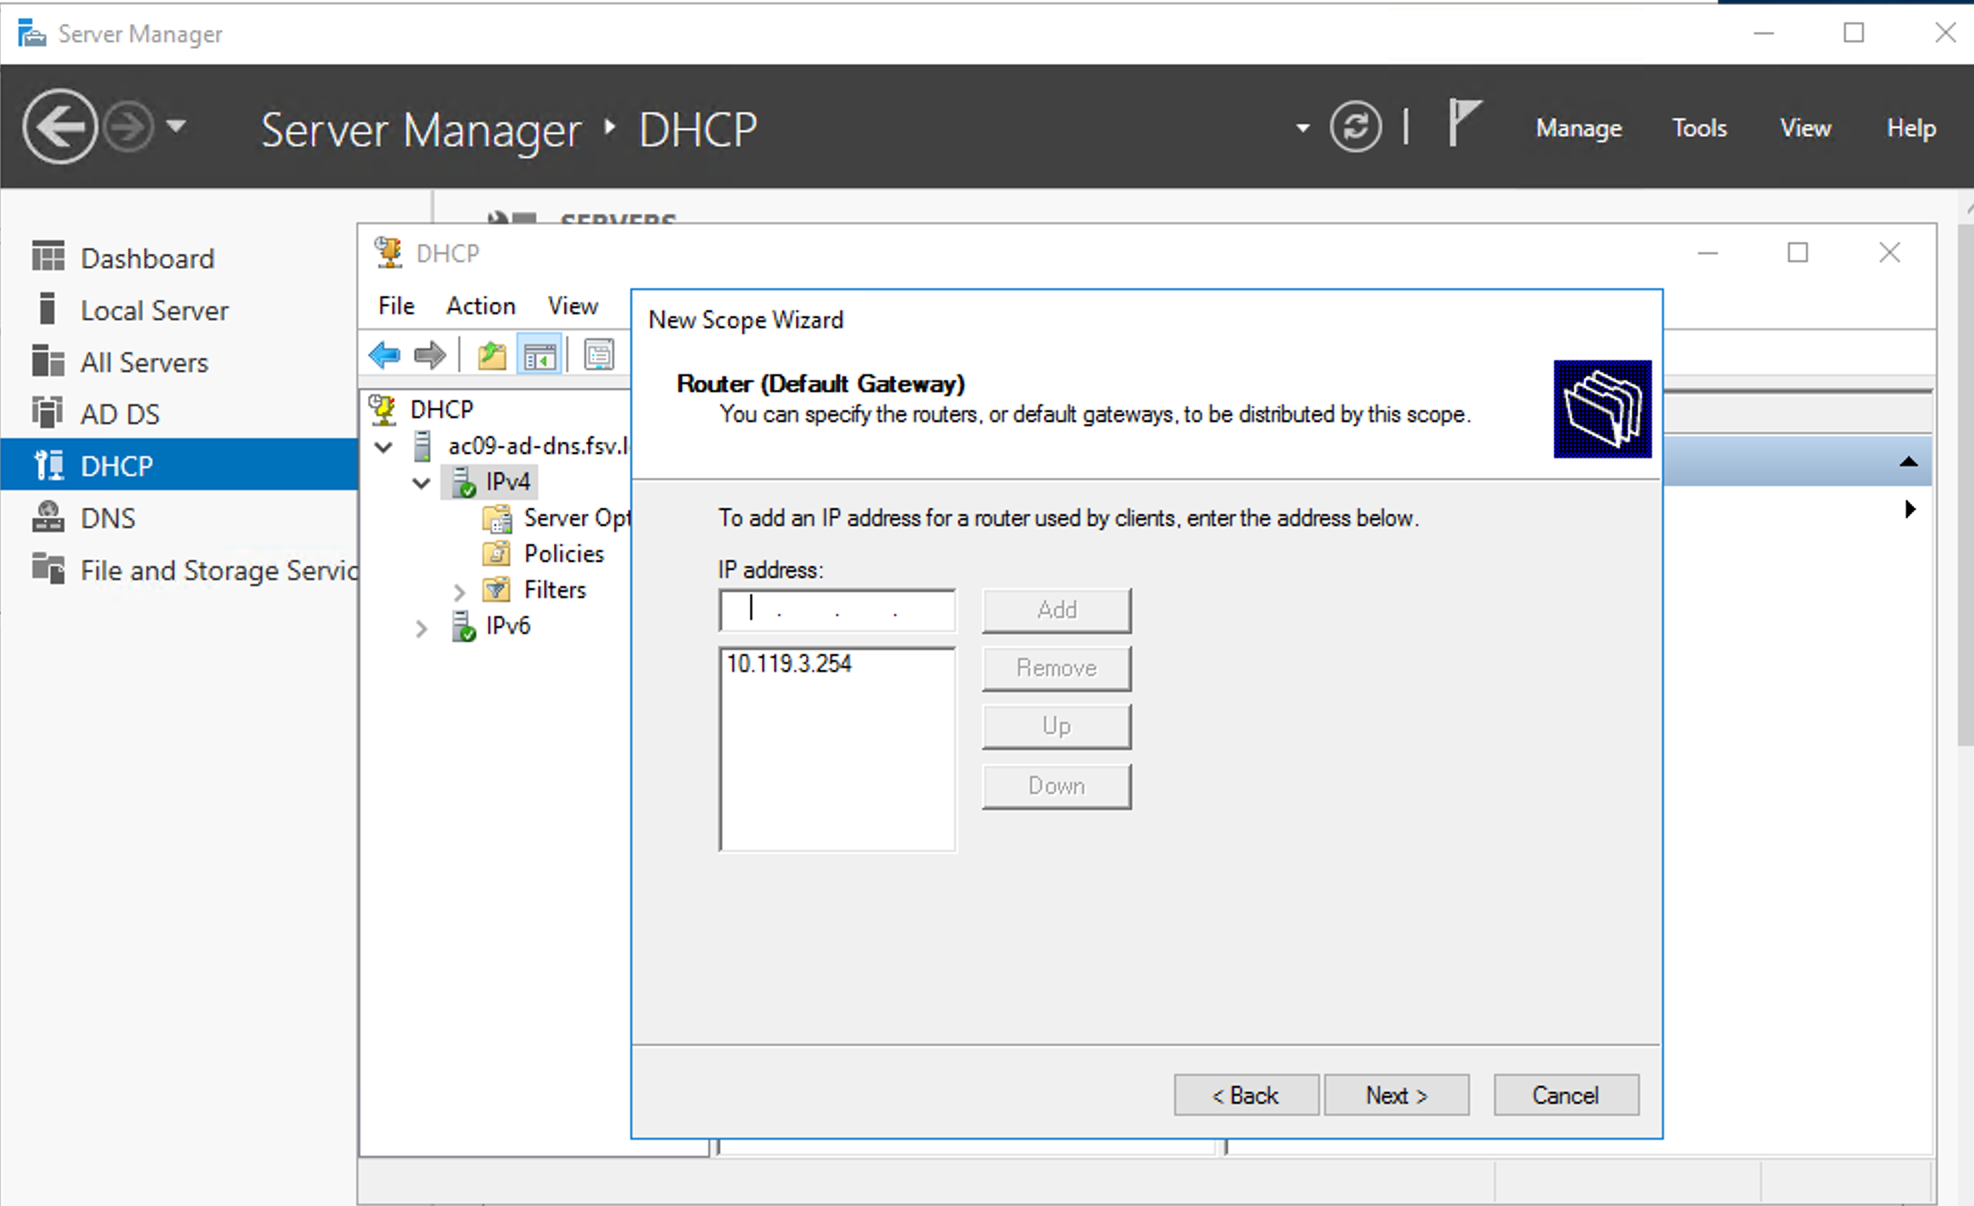 Server Manager
Server Manager ‣ DHCP
Manage
Tools
View
Help
SERVERS
Dashboard
Local Server
All Servers
AD DS
DHCP
DNS
File and Storage Servic
DHCP
File
Action
View
DHCP
ac09-ad-dns.fsv.l
IPv4
Server Opt
Policies
Filters
IPv6
New Scope Wizard
Router (Default Gateway)
You can specify the routers, or default gateways, to be distributed by this scope.
To add an IP address for a router used by clients, enter the address below.
IP address:
. . .
Add
10.119.3.254
Remove
Up
Down
< Back
Next >
Cancel